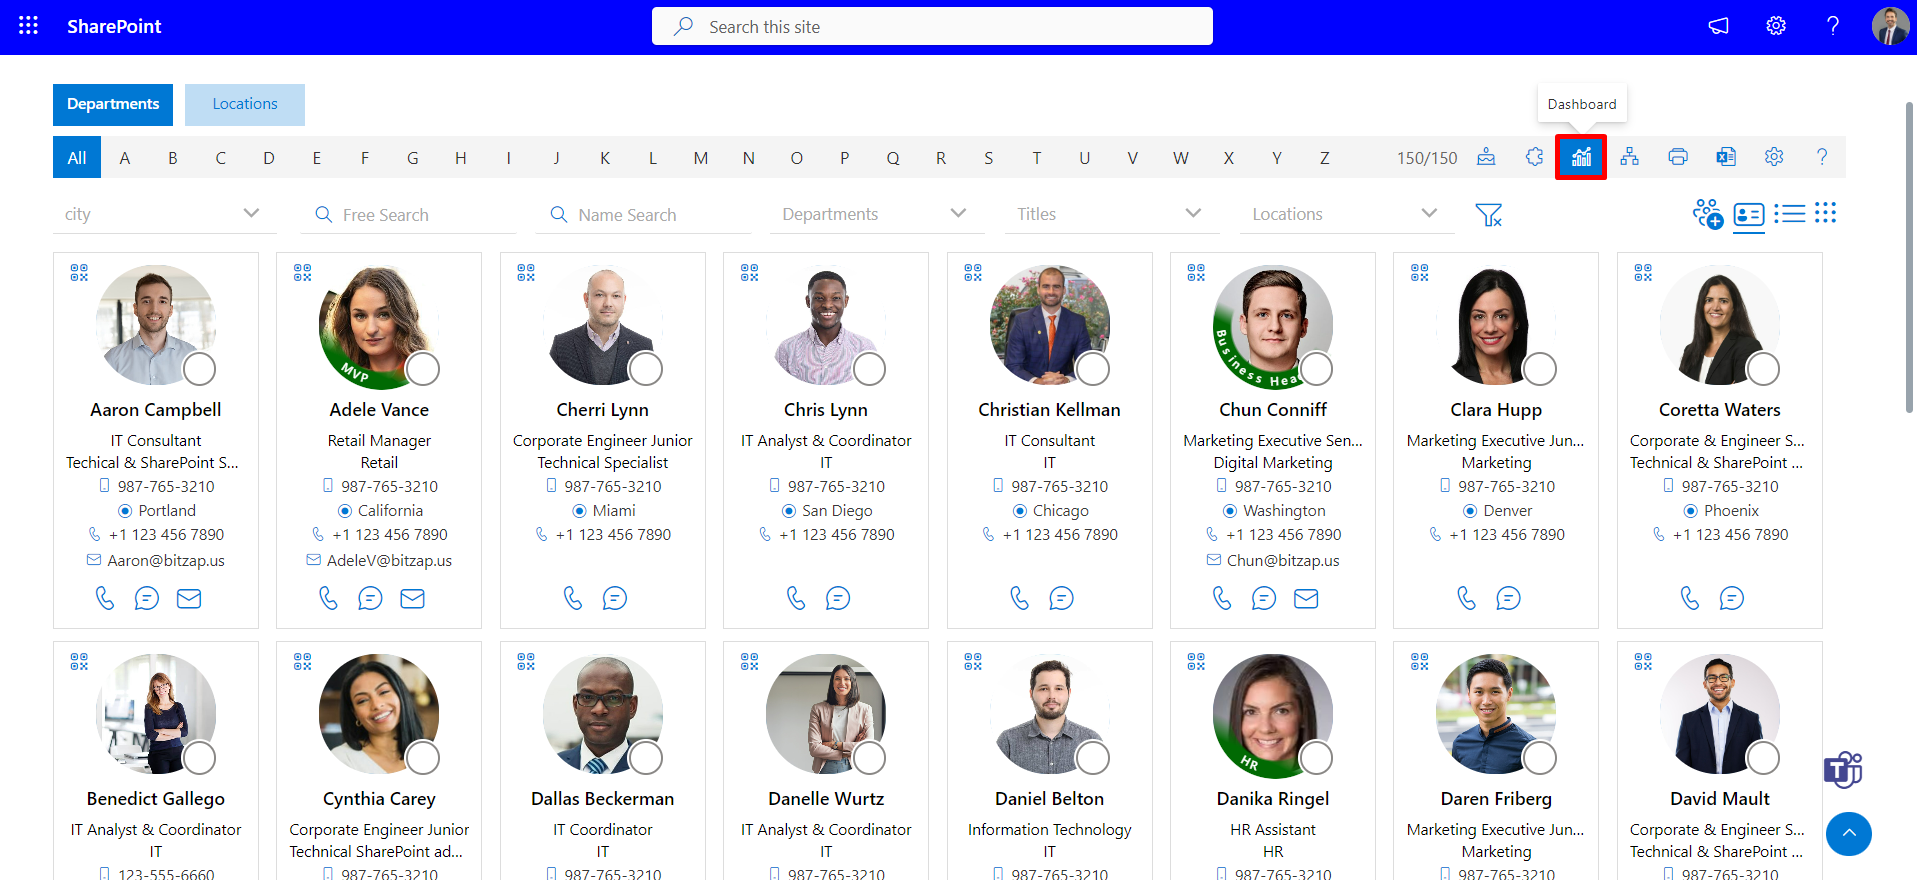 SharePoint
Search this site
Departments
Locations
Dashboard
All A B C D E F G H I J K L M N O P Q R S T U V W X Y Z 150/150
city
Free Search
Name Search
Departments
Titles
Locations
MVP
Business Hea
Aaron Campbell
IT Consultant
Techical & SharePoint S...
987-765-3210
Portland
+1 123 456 7890
Aaron@bitzap.us
Adele Vance
Retail Manager
Retail
987-765-3210
California
+1 123 456 7890
AdeleV@bitzap.us
Cherri Lynn
Corporate Engineer Junior
Technical Specialist
987-765-3210
Miami
+1 123 456 7890
Chris Lynn
IT Analyst & Coordinator
IT
987-765-3210
San Diego
+1 123 456 7890
Christian Kellman
IT Consultant
IT
987-765-3210
Chicago
+1 123 456 7890
Chun Conniff
Marketing Executive Sen...
Digital Marketing
987-765-3210
Washington
+1 123 456 7890
Chun@bitzap.us
Clara Hupp
Marketing Executive Jun...
Marketing
987-765-3210
Denver
+1 123 456 7890
Coretta Waters
Corporate & Engineer S...
Technical & SharePoint ...
987-765-3210
Phoenix
+1 123 456 7890
HR
Benedict Gallego
IT Analyst & Coordinator
IT
123-555-6660
Cynthia Carey
Corporate Engineer Junior
Technical SharePoint ad...
987-765-3210
Dallas Beckerman
IT Coordinator
IT
987-765-3210
Danelle Wurtz
IT Analyst & Coordinator
IT
987-765-3210
Daniel Belton
Information Technology
IT
987-765-3210
Danika Ringel
HR Assistant
HR
987-765-3210
Daren Friberg
Marketing Executive Jun...
Marketing
987-765-3210
David Mault
Corporate & Engineer S...
Technical & SharePoint ...
987-765-3210